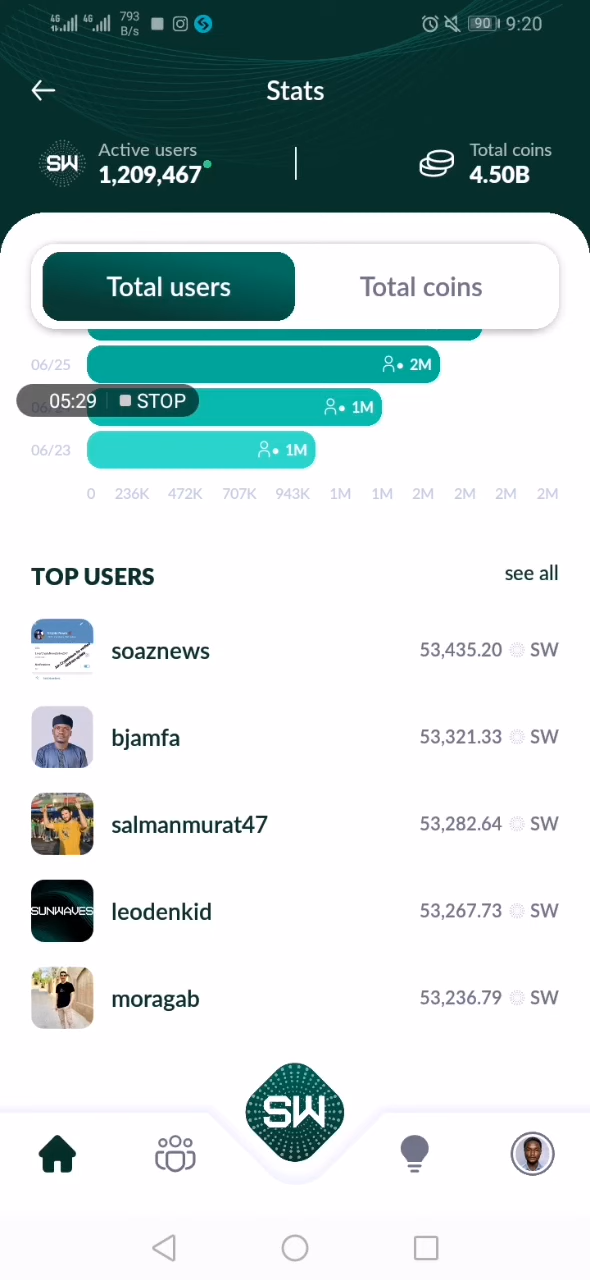 4G 4G 793 B/s 90 9:20
Stats
SW Active users 1,209,467
Total coins 4.50B
Total users Total coins
06/25 2M
05:29 STOP 1M
06/23 1M
0 236K 472K 707K 943K 1M 1M 2M 2M 2M 2M
TOP USERS see all
soaznews 53,435.20 SW
bjamfa 53,321.33 SW
salmanmurat47 53,282.64 SW
SUNWAVES leodenkid 53,267.73 SW
moragab 53,236.79 SW
SW